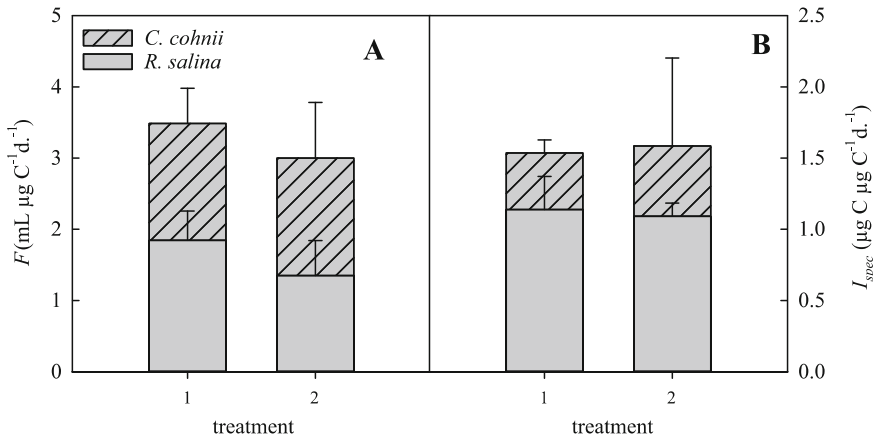 5
4
3
2
1
0
F(mL µg C⁻¹d.⁻¹)
C. cohnii
R. salina
A
1 2
treatment
B
1 2
treatment
2.5
2.0
1.5
1.0
0.5
0.0
I_spec (µg C µg C⁻¹d.⁻¹)